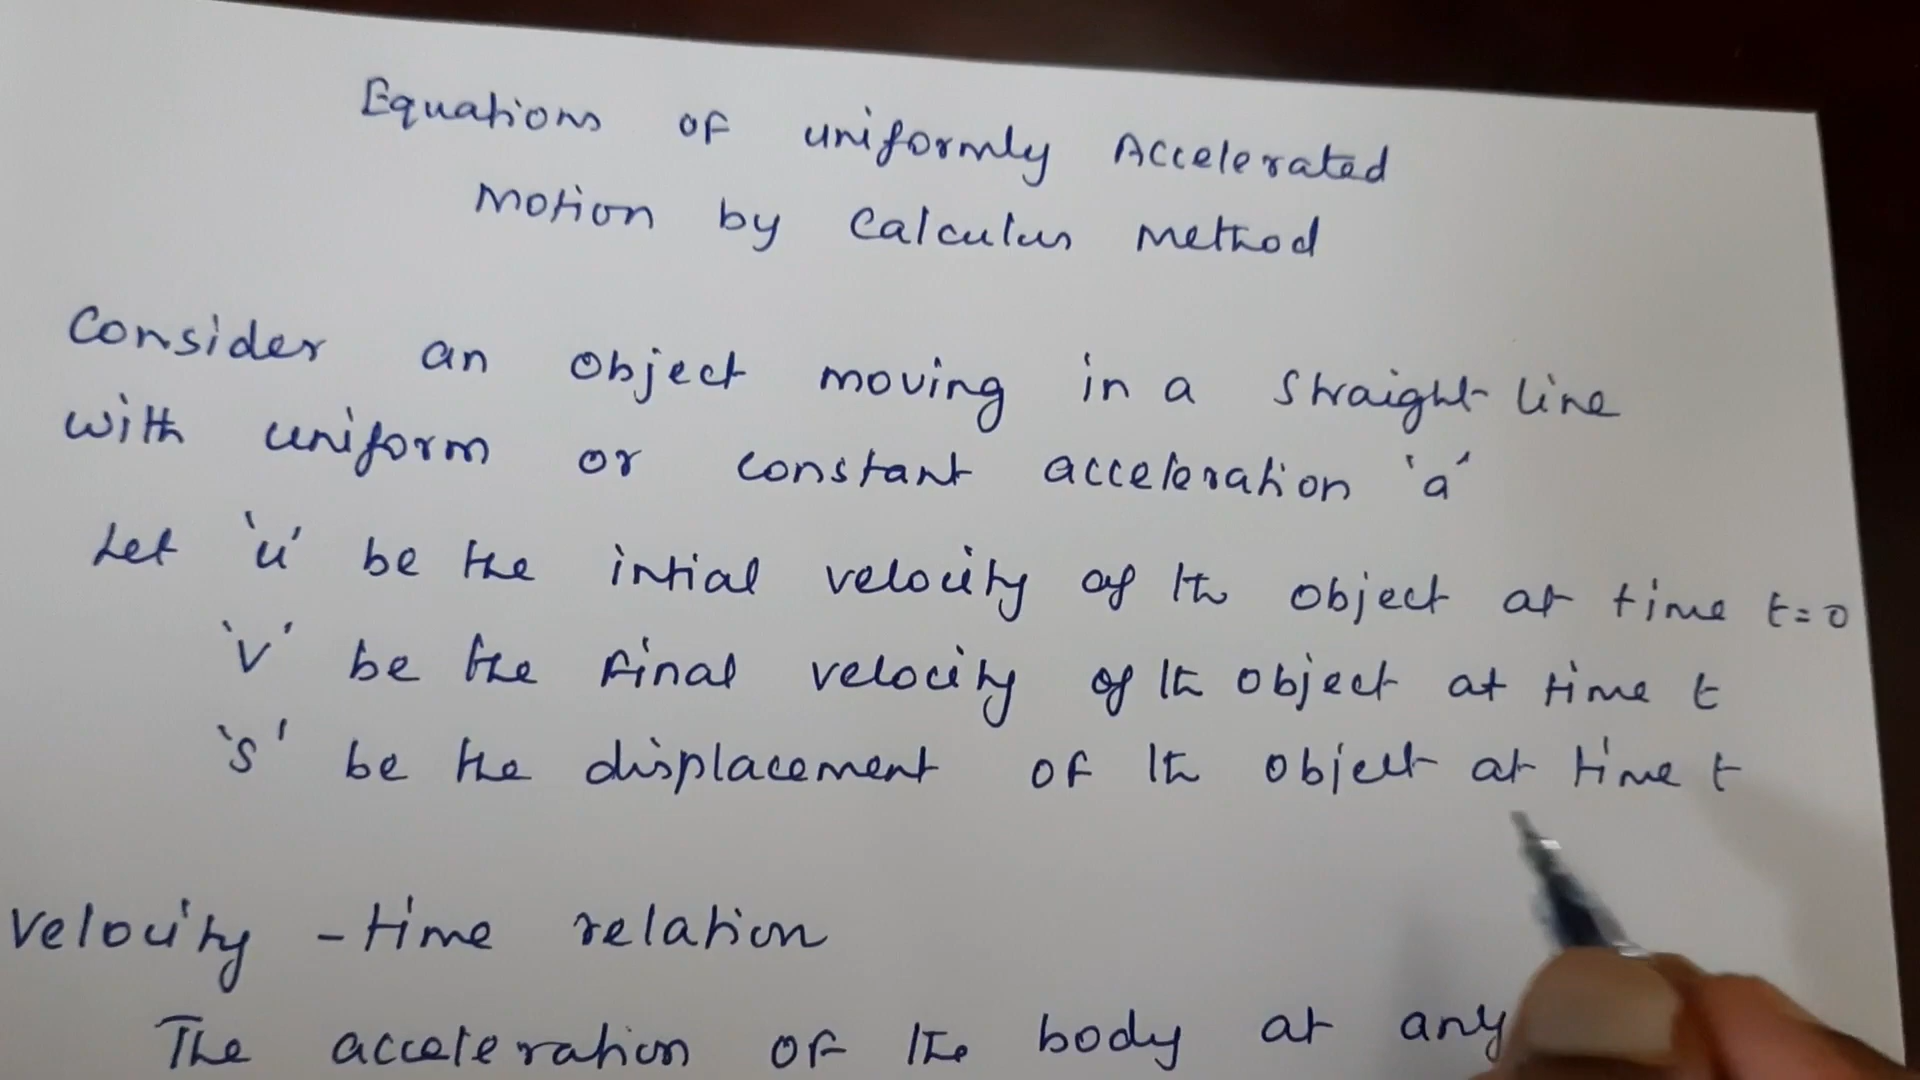 Equations of uniformly Accelerated
Motion by Calculus Method
Consider an object moving in a straight line
with uniform or constant acceleration 'a'
Let 'u' be the intial velocity of the object at time t=0
'v' be the final velocity of the object at time t
's' be the displacement of the object at time t
Velocity - time relation
The acceleration of the body at any